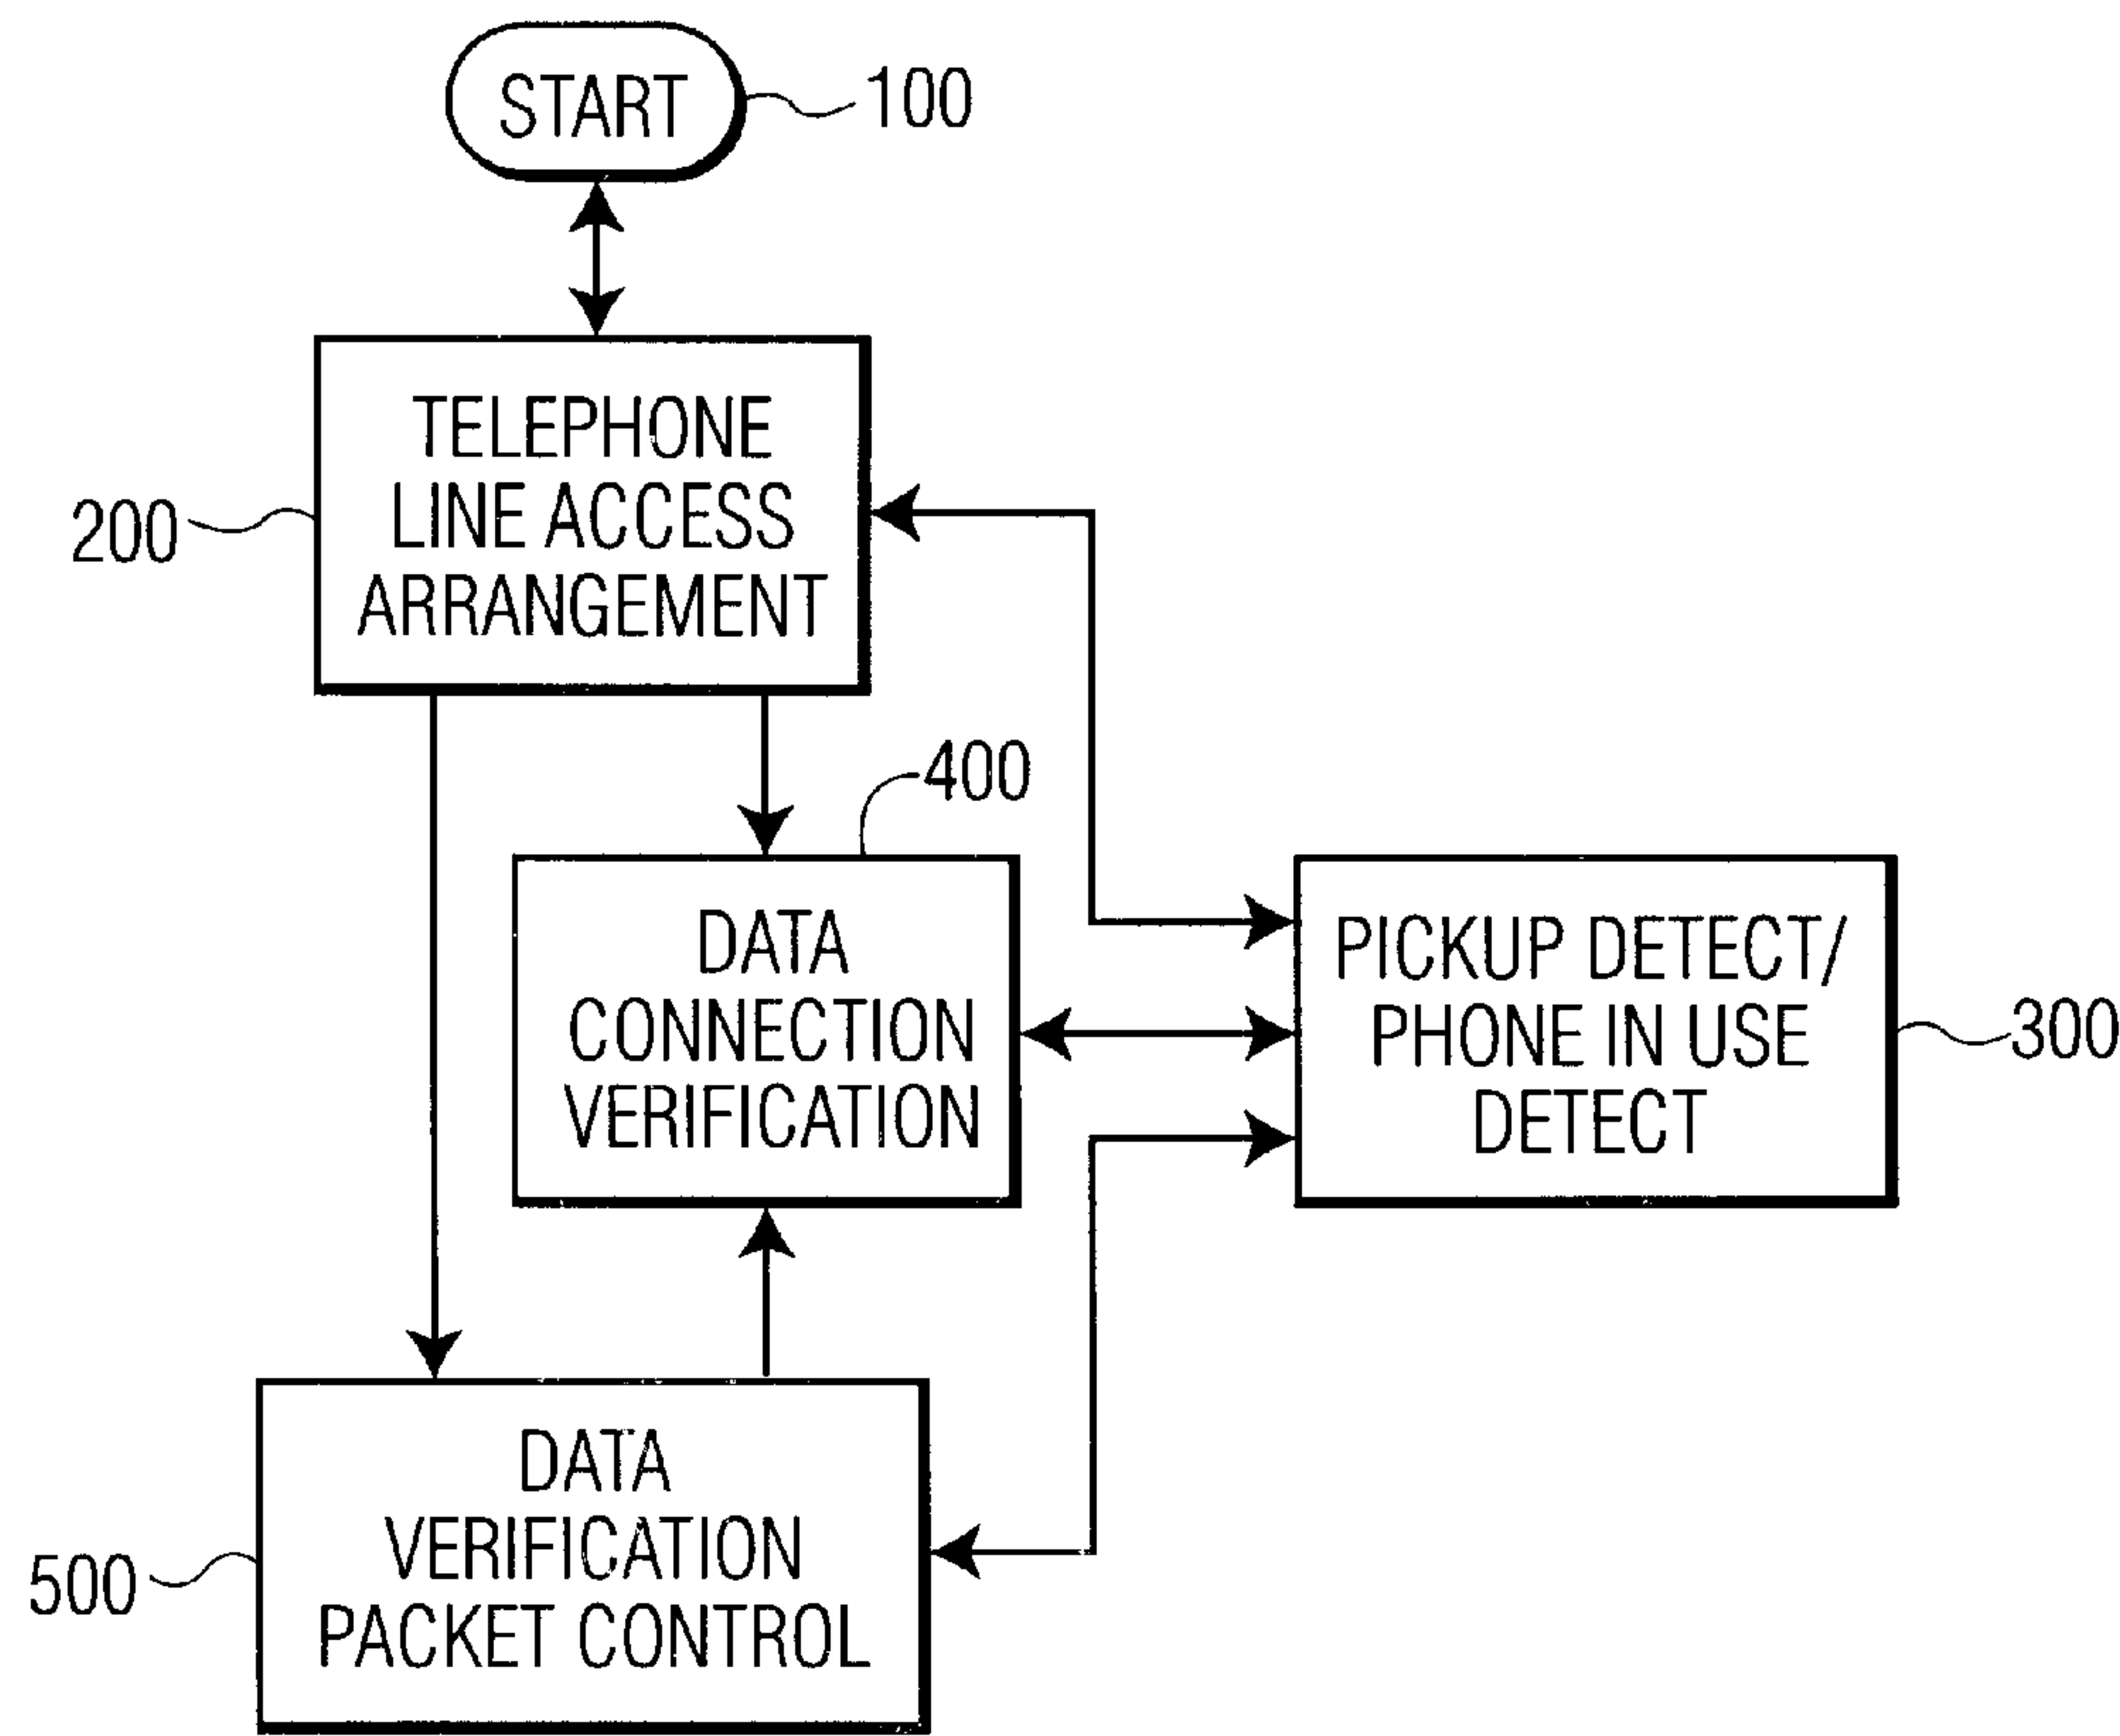 START
100
TELEPHONE
LINE ACCESS
ARRANGEMENT
200
400
DATA
CONNECTION
VERIFICATION
PICKUP DETECT/
PHONE IN USE
DETECT
300
DATA
VERIFICATION
PACKET CONTROL
500